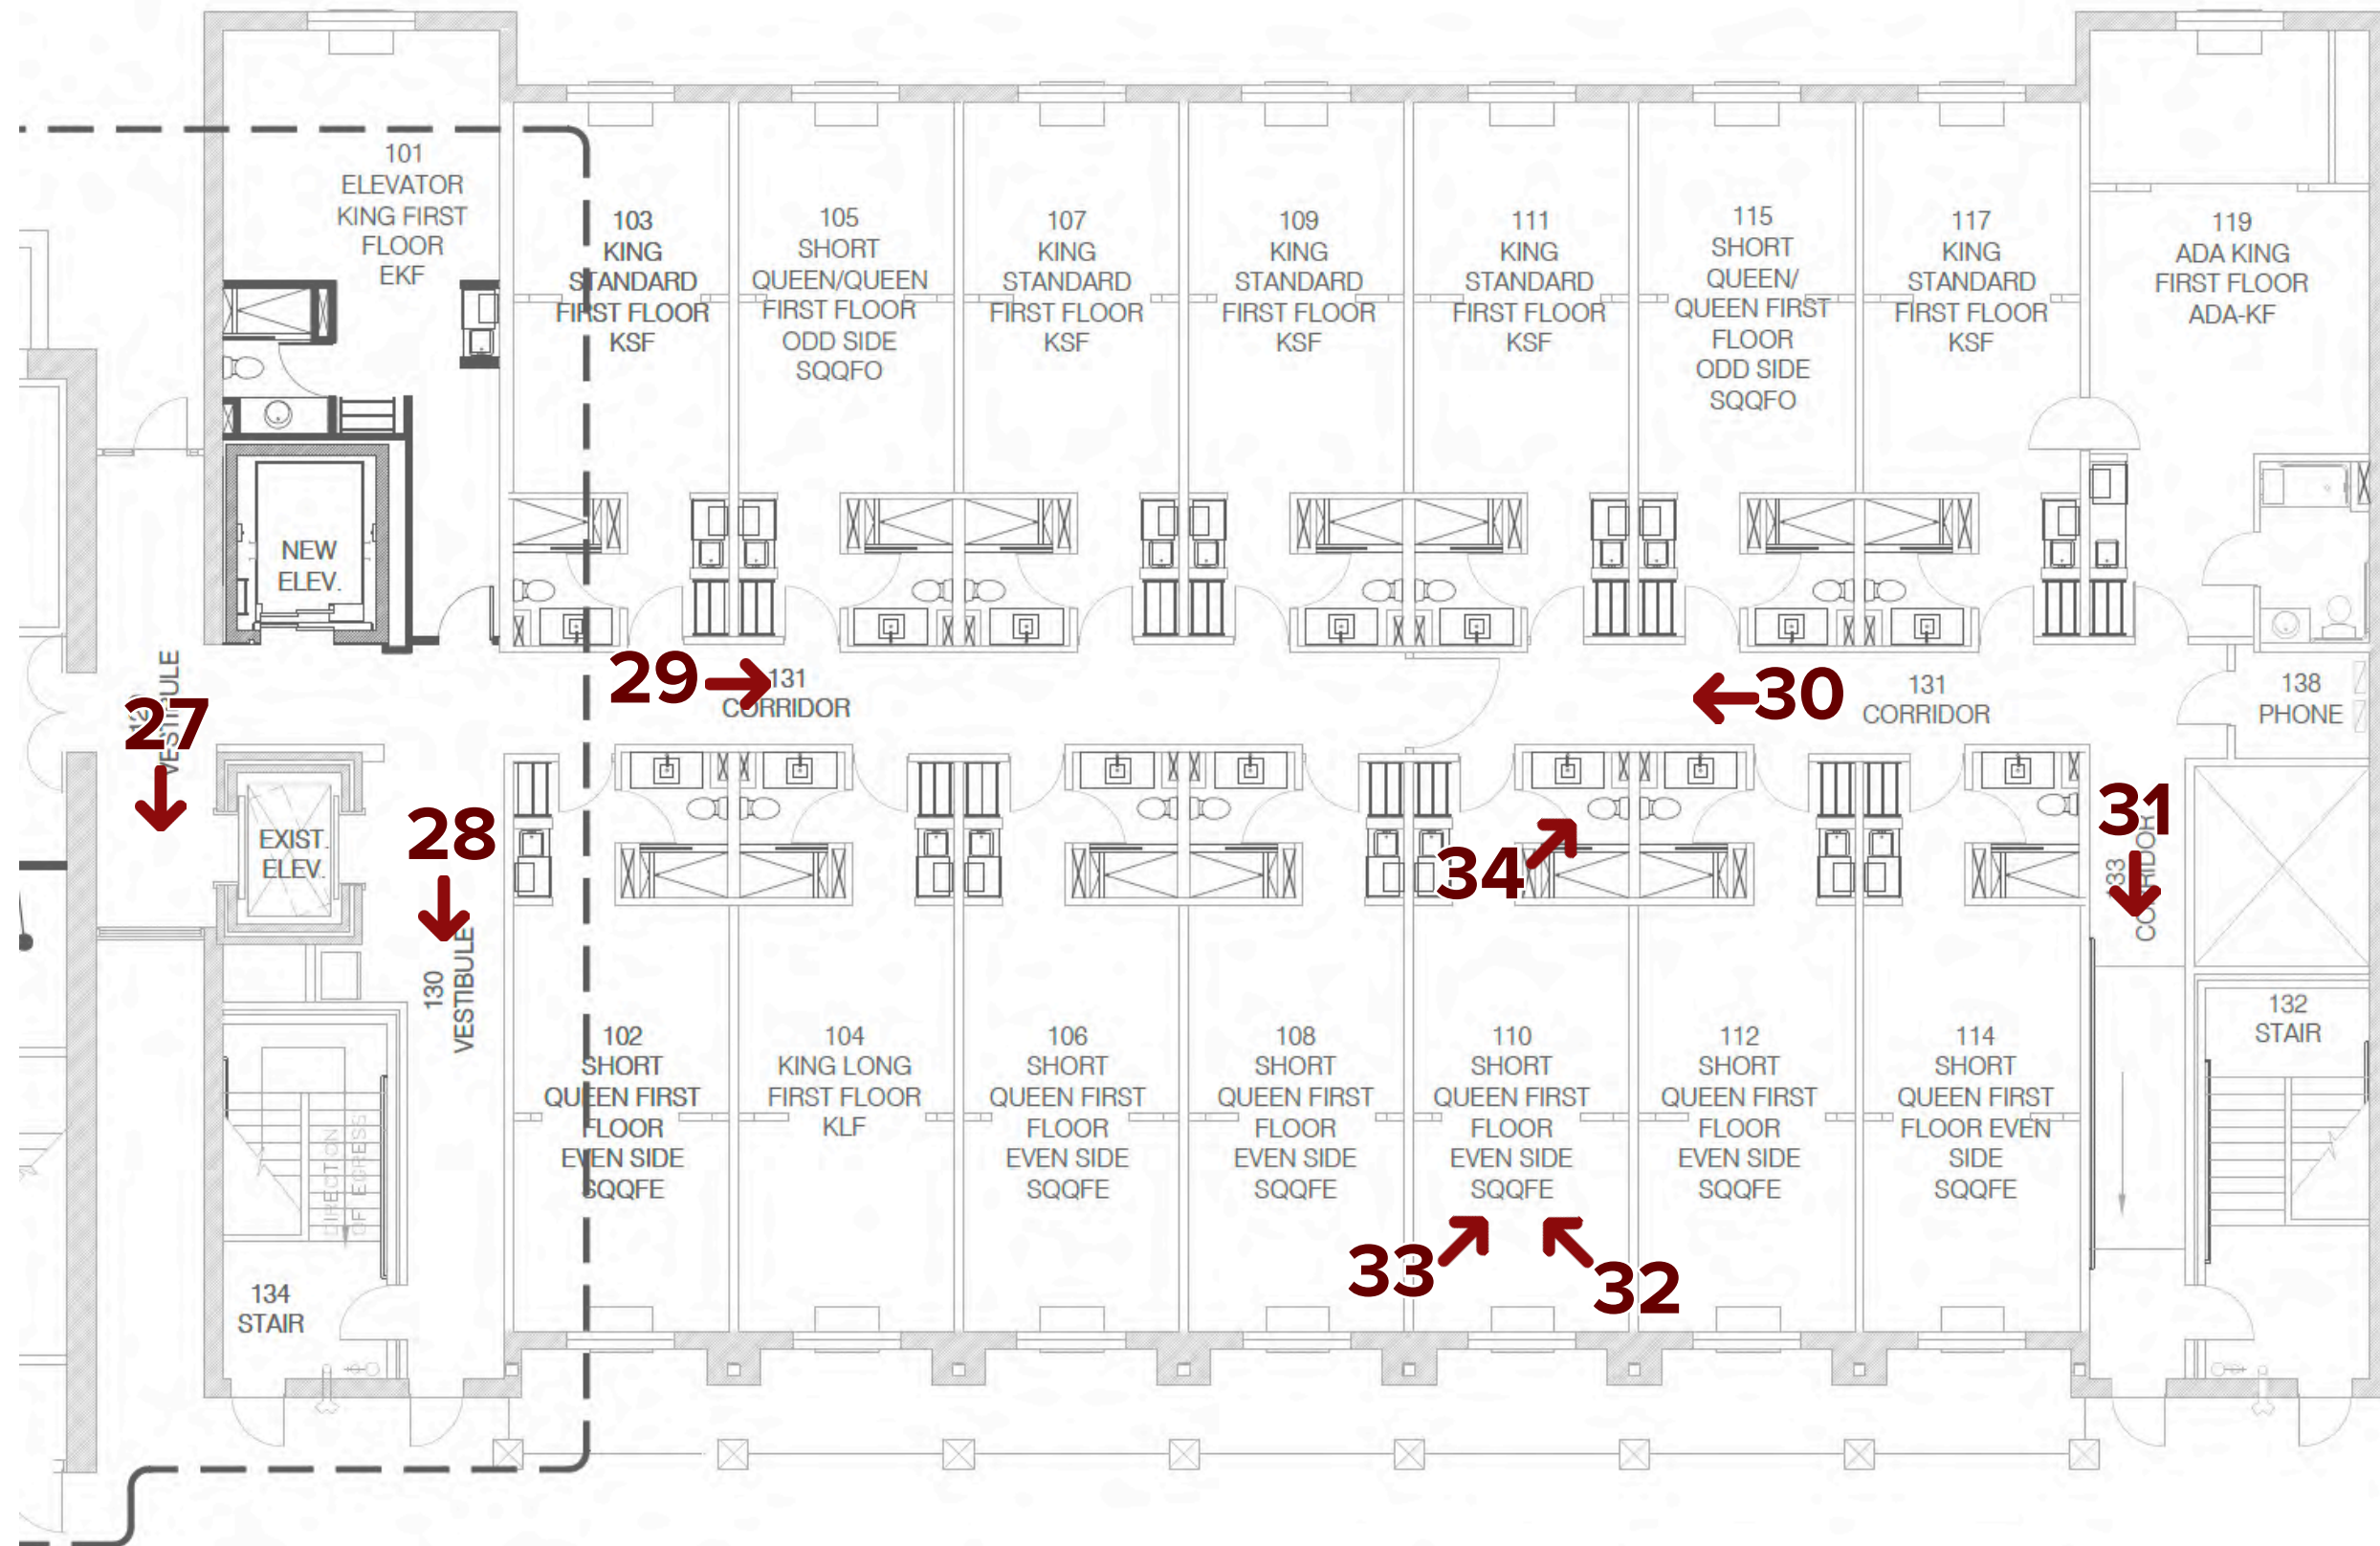 101
ELEVATOR
KING FIRST
FLOOR
EKF
103
KING
STANDARD
FIRST FLOOR
KSF
105
SHORT
QUEEN/QUEEN
FIRST FLOOR
ODD SIDE
SQQFO
107
KING
STANDARD
FIRST FLOOR
KSF
109
KING
STANDARD
FIRST FLOOR
KSF
111
KING
STANDARD
FIRST FLOOR
KSF
115
SHORT
QUEEN/
QUEEN FIRST
FLOOR
ODD SIDE
SQQFO
117
KING
STANDARD
FIRST FLOOR
KSF
119
ADA KING
FIRST FLOOR
ADA-KF
NEW
ELEV.
VESTIBULE
27
29
131
CORRIDOR
30
131
CORRIDOR
138
PHONE
EXIST.
ELEV.
28
130
VESTIBULE
34
31
133
CORRIDOR
102
SHORT
QUEEN FIRST
FLOOR
EVEN SIDE
SQQFE
104
KING LONG
FIRST FLOOR
KLF
106
SHORT
QUEEN FIRST
FLOOR
EVEN SIDE
SQQFE
108
SHORT
QUEEN FIRST
FLOOR
EVEN SIDE
SQQFE
110
SHORT
QUEEN FIRST
FLOOR
EVEN SIDE
SQQFE
112
SHORT
QUEEN FIRST
FLOOR
EVEN SIDE
SQQFE
114
SHORT
QUEEN FIRST
FLOOR EVEN
SIDE
SQQFE
132
STAIR
DIRECTION
OF EGRESS
33
32
134
STAIR